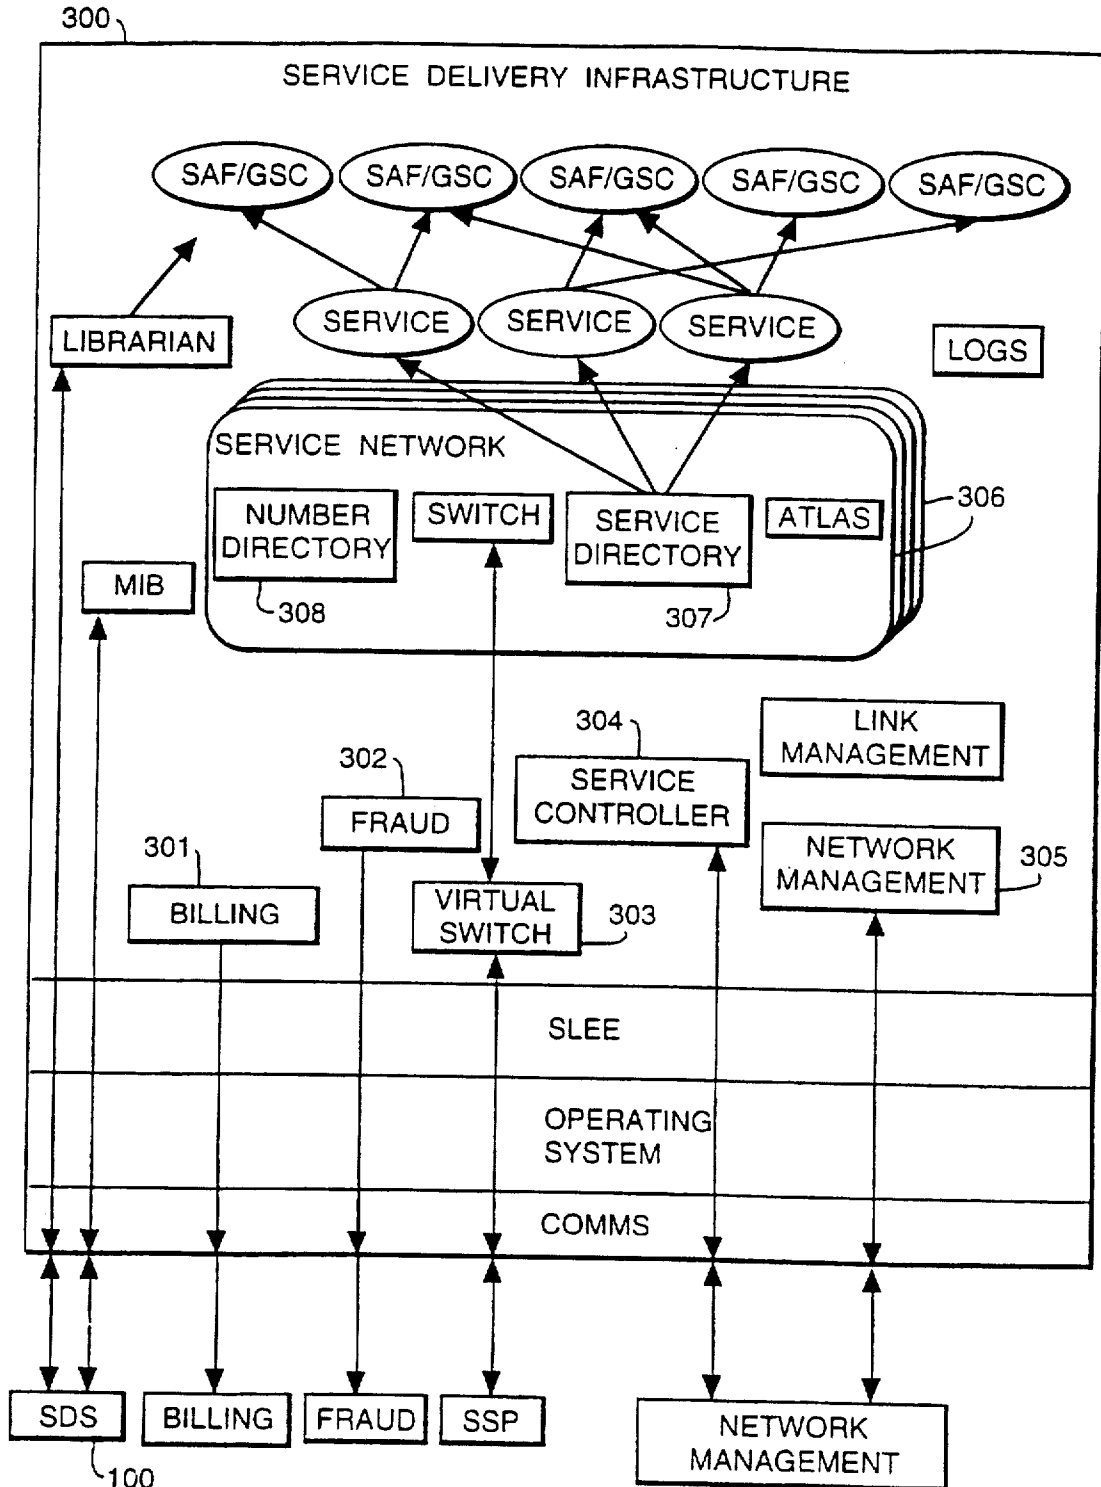 300
SERVICE DELIVERY INFRASTRUCTURE
SAF/GSC
SAF/GSC
SAF/GSC
SAF/GSC
SAF/GSC
LIBRARIAN
SERVICE
SERVICE
SERVICE
LOGS
SERVICE NETWORK
NUMBER
DIRECTORY
SWITCH
SERVICE
DIRECTORY
ATLAS
306
MIB
308
307
304
LINK
MANAGEMENT
302
SERVICE
CONTROLLER
FRAUD
301
NETWORK
MANAGEMENT
305
BILLING
VIRTUAL
SWITCH
303
SLEE
OPERATING
SYSTEM
COMMS
SDS
BILLING
FRAUD
SSP
NETWORK
MANAGEMENT
100